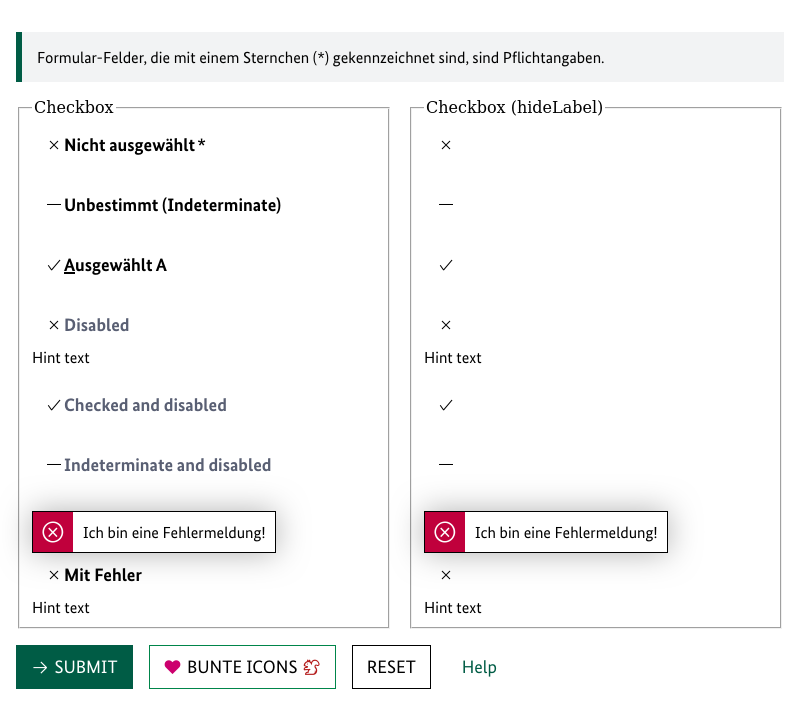 Formular-Felder, die mit einem Sternchen (*) gekennzeichnet sind, sind Pflichtangaben.
Checkbox
Nicht ausgewählt *
Unbestimmt (Indeterminate)
Ausgewählt A
Disabled
Hint text
Checked and disabled
Indeterminate and disabled
Ich bin eine Fehlermeldung!
Mit Fehler
Hint text
Checkbox (hideLabel)
Hint text
Ich bin eine Fehlermeldung!
Hint text
SUBMIT
BUNTE ICONS
RESET
Help